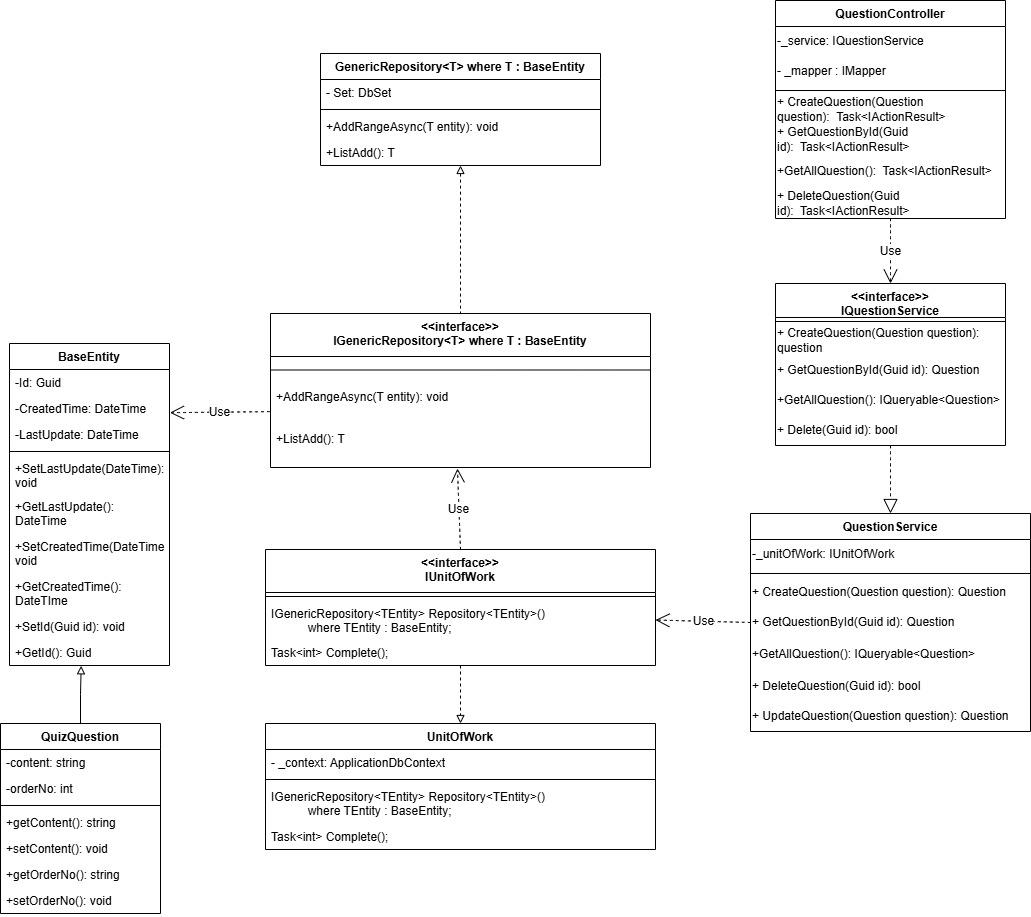 QuestionController
-_service: IQuestionService
- _mapper : IMapper
+ CreateQuestion(Question
question):  Task<IActionResult>
+ GetQuestionById(Guid
id):  Task<IActionResult>
+GetAllQuestion():  Task<IActionResult>
+ DeleteQuestion(Guid
id):  Task<IActionResult>
GenericRepository<T> where T : BaseEntity
- Set: DbSet
+AddRangeAsync(T entity): void
+ListAdd(): T
Use
<<interface>>
IQuestionService
+ CreateQuestion(Question question):
question
+ GetQuestionById(Guid id): Question
+GetAllQuestion(): IQueryable<Question>
+ Delete(Guid id): bool
<<interface>>
IGenericRepository<T> where T : BaseEntity
+AddRangeAsync(T entity): void
+ListAdd(): T
Use
BaseEntity
-Id: Guid
-CreatedTime: DateTime
-LastUpdate: DateTime
+SetLastUpdate(DateTime):
void
+GetLastUpdate():
DateTime
+SetCreatedTime(DateTime
void
+GetCreatedTime():
DateTIme
+SetId(Guid id): void
+GetId(): Guid
Use
<<interface>>
IUnitOfWork
IGenericRepository<TEntity> Repository<TEntity>()
where TEntity : BaseEntity;
Task<int> Complete();
Use
QuestionService
-_unitOfWork: IUnitOfWork
+ CreateQuestion(Question question): Question
+ GetQuestionById(Guid id): Question
+GetAllQuestion(): IQueryable<Question>
+ DeleteQuestion(Guid id): bool
+ UpdateQuestion(Question question): Question
QuizQuestion
-content: string
-orderNo: int
+getContent(): string
+setContent(): void
+getOrderNo(): string
+setOrderNo(): void
UnitOfWork
- _context: ApplicationDbContext
IGenericRepository<TEntity> Repository<TEntity>()
where TEntity : BaseEntity;
Task<int> Complete();